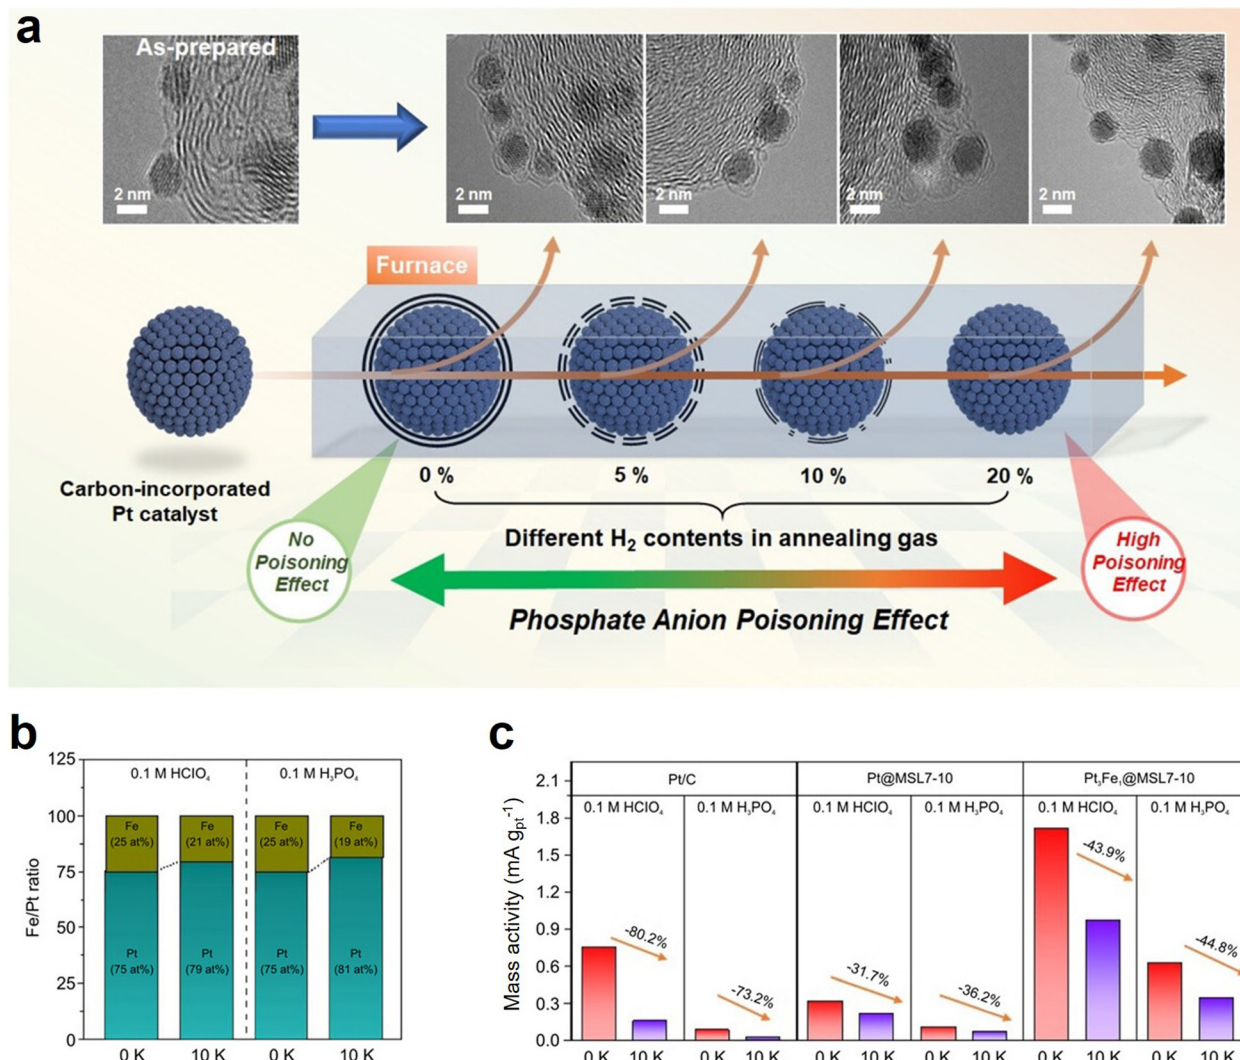 a
As-prepared
2 nm
2 nm
2 nm
2 nm
2 nm
Furnace
0 %
5 %
10 %
20 %
Carbon-incorporated
Pt catalyst
Different H₂ contents in annealing gas
No
Poisoning
Effect
High
Poisoning
Effect
Phosphate Anion Poisoning Effect
b
Fe/Pt ratio
125
100
75
50
25
0
0.1 M HClO₄
0.1 M H₃PO₄
Fe
(25 at%)
Fe
(21 at%)
Fe
(25 at%)
Fe
(19 at%)
Pt
(75 at%)
Pt
(79 at%)
Pt
(75 at%)
Pt
(81 at%)
0 K
10 K
0 K
10 K
c
Mass activity (mA gₚₜ⁻¹)
2.1
1.8
1.5
1.2
0.9
0.6
0.3
0.0
Pt/C
Pt@MSL7-10
Pt₃Fe₁@MSL7-10
0.1 M HClO₄
0.1 M H₃PO₄
0.1 M HClO₄
0.1 M H₃PO₄
0.1 M HClO₄
0.1 M H₃PO₄
-80.2%
-73.2%
-31.7%
-36.2%
-43.9%
-44.8%
0 K
10 K
0 K
10 K
0 K
10 K
0 K
10 K
0 K
10 K
0 K
10 K